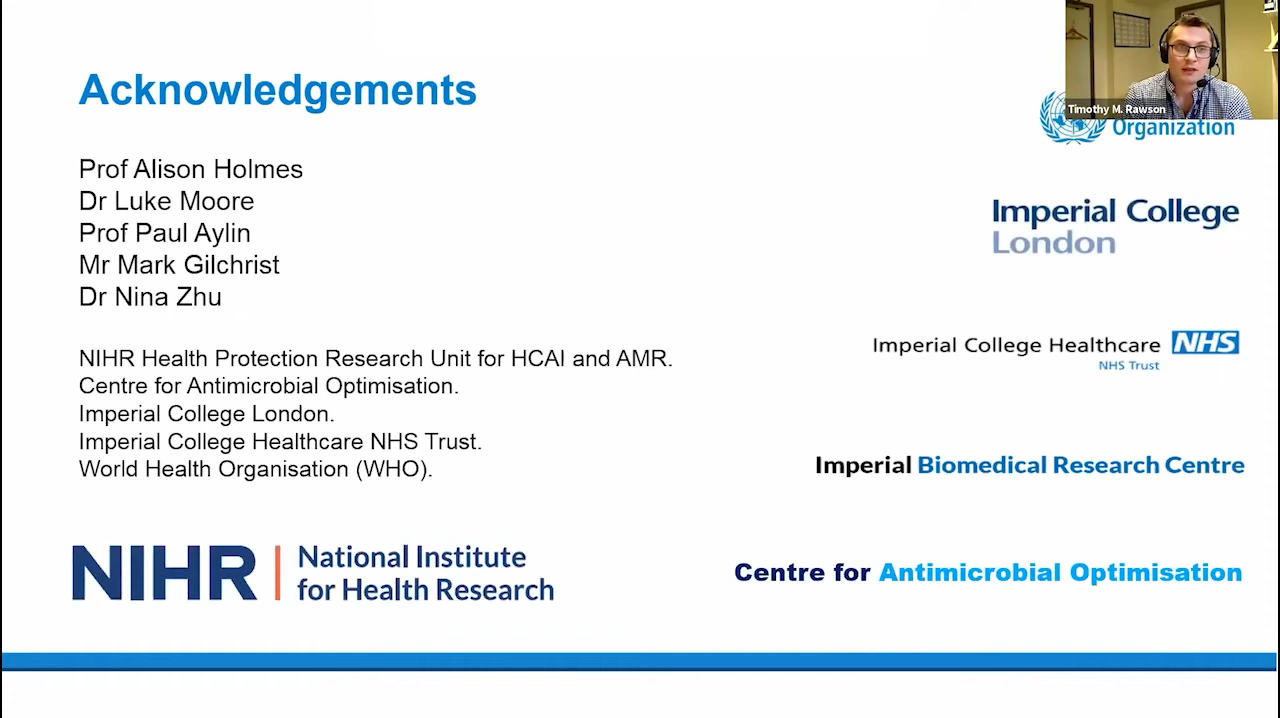 Acknowledgements
Timothy M. Rawson
Organization
Prof Alison Holmes
Dr Luke Moore
Prof Paul Aylin
Mr Mark Gilchrist
Dr Nina Zhu
Imperial College
London
Imperial College Healthcare NHS
NHS Trust
NIHR Health Protection Research Unit for HCAI and AMR.
Centre for Antimicrobial Optimisation.
Imperial College London.
Imperial College Healthcare NHS Trust.
World Health Organisation (WHO).
Imperial Biomedical Research Centre
NIHR | National Institute
for Health Research
Centre for Antimicrobial Optimisation